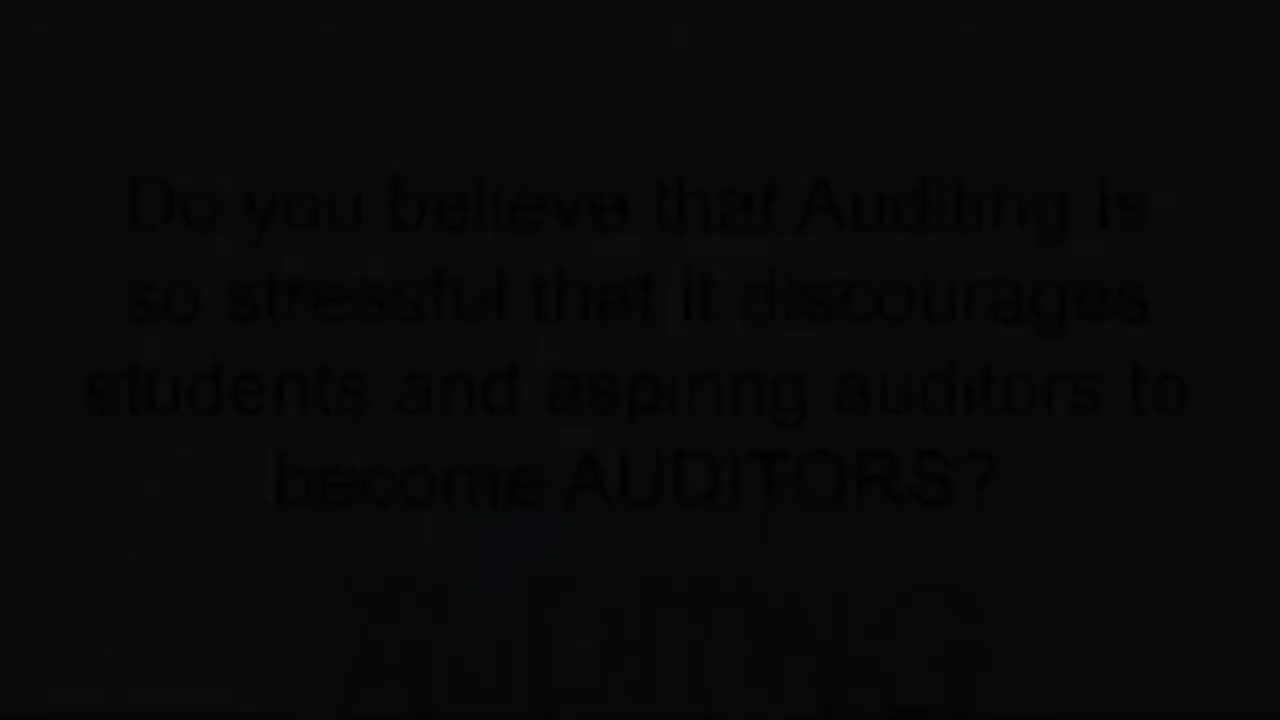 Do you believe that Auditing is
so stressful that it discourages
students and aspiring auditors to
become AUDITORS?